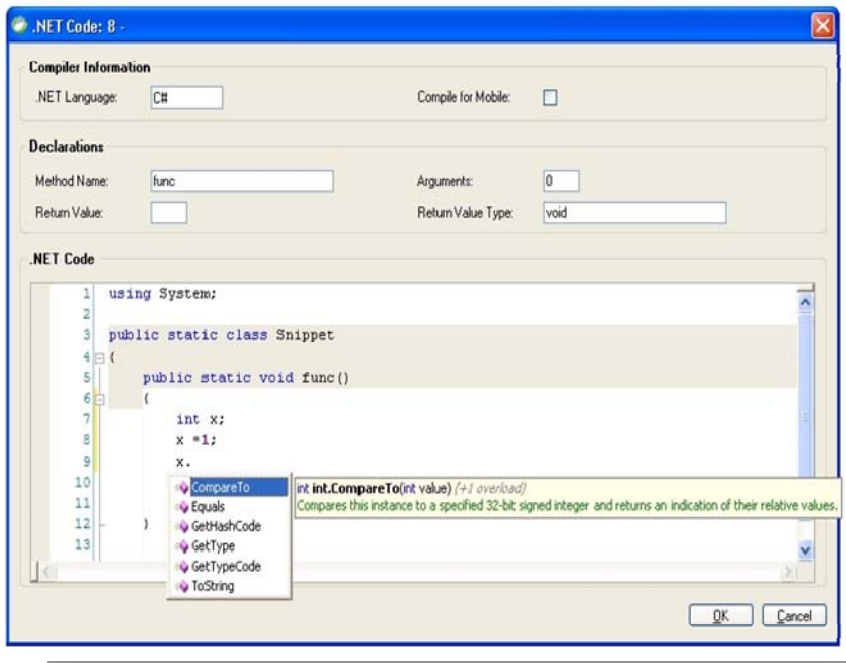 .NET Code: 8 -
Compiler Information
.NET Language: C# Compile for Mobile:
Declarations
Method Name: func Arguments: 0
Return Value: Return Value Type: void
.NET Code
1 using System;
2
3 public static class Snippet
4 {
5 public static void func()
6 {
7 int x;
8 x =1;
9 x.
10 CompareTo int int.CompareTo(int value) (+1 overload)
11 Equals Compares this instance to a specified 32-bit signed integer and returns an indication of their relative values.
12 } GetHashCode
13 GetType
GetTypeCode
ToString
OK Cancel